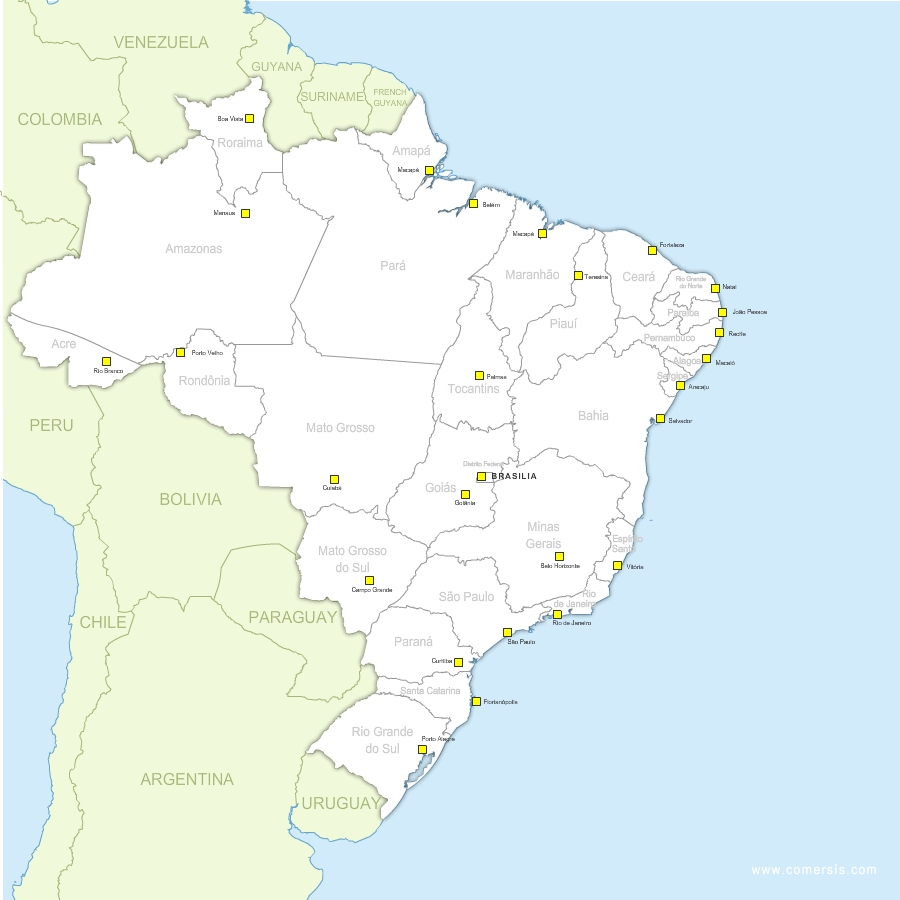 VENEZUELA
GUYANA
SURINAME
FRENCH
GUYANA
COLOMBIA
Boa Vista
Roraima
Amapá
Macapá
Belém
Manaus
Macapá
Amazonas
Pará
Maranhão
Teresina
Fortaleza
Ceará
Rio Grande
do Norte
Natal
Paraíba
João Pessoa
Piauí
Pernambuco
Recife
Acre
Rio Branco
Porto Velho
Rondônia
Alagoa
Maceió
Sergipe
Aracaju
Palmas
Tocantins
Bahia
Salvador
PERU
Mato Grosso
Distrito Federal
BRASILIA
Cuiabá
Goiás
Goiânia
BOLIVIA
Minas
Gerais
Belo Horizonte
Espírito
Santo
Vitória
Mato Grosso
do Sul
Campo Grande
São Paulo
Rio
de Janeiro
Rio de Janeiro
São Paulo
CHILE
PARAGUAY
Paraná
Curitiba
Santa Catarina
Florianópolis
Rio Grande
do Sul
Porto Alegre
ARGENTINA
URUGUAY
www.comersis.com